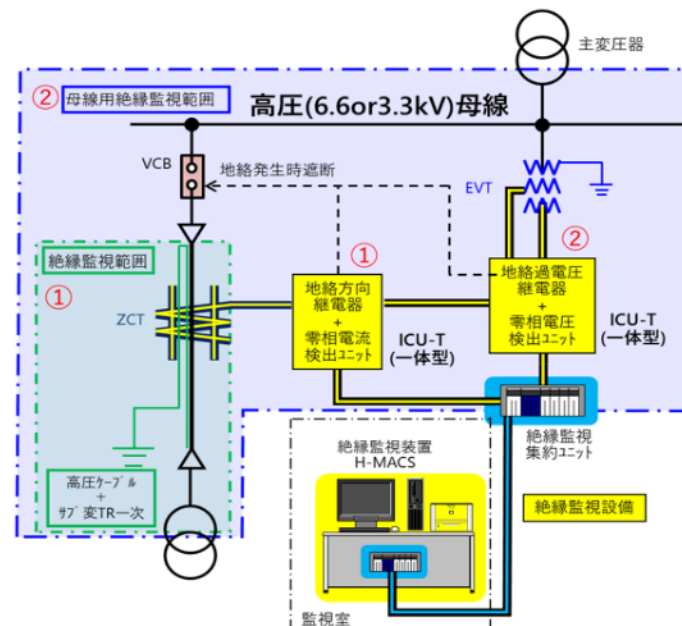 主変圧器
② 母線用絶縁監視範囲
高圧(6.6or3.3kV)母線
VCB
地絡発生時遮断
EVT
絶縁監視範囲
①
ZCT
①
地絡方向
継電器
+
零相電流
検出ユニット
ICU-T
(一体型)
②
地絡過電圧
継電器
+
零相電圧
検出ユニット
ICU-T
(一体型)
絶縁監視
集約ユニット
高圧ケーブル
+
サブ変TR一次
絶縁監視装置
H-MACS
絶縁監視設備
監視室